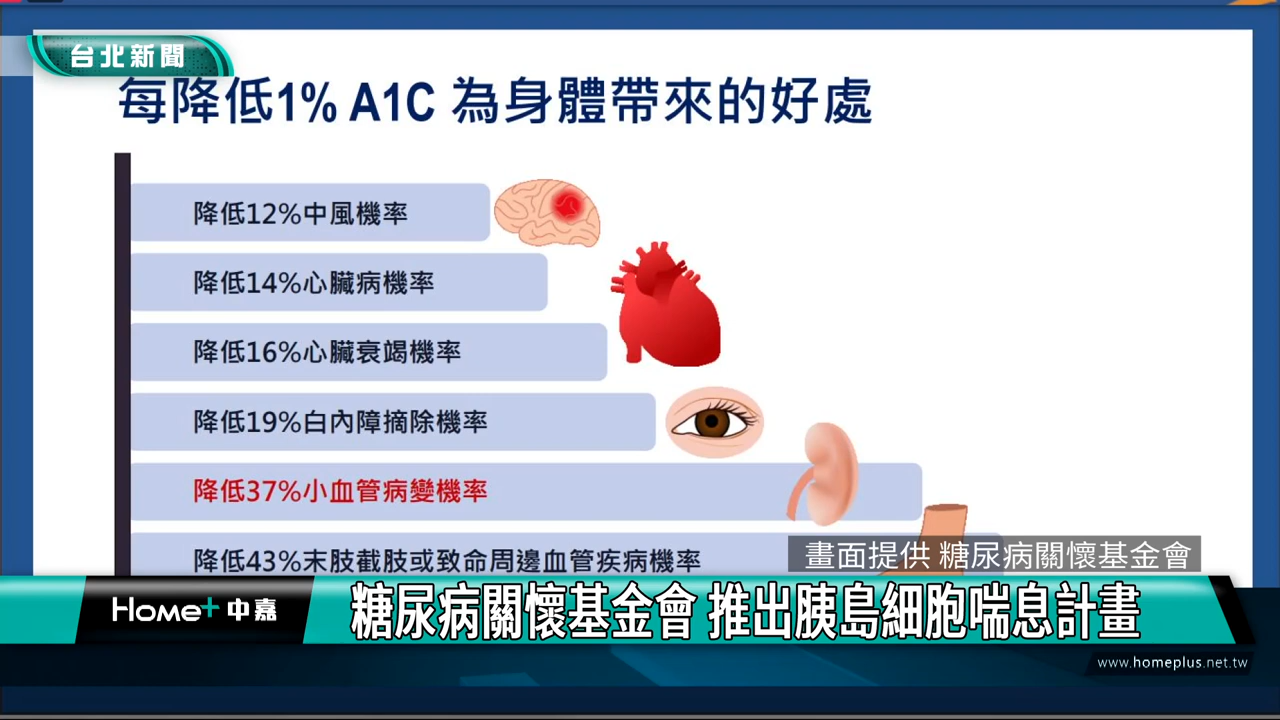 台北新聞
每降低1% A1C 為身體帶來的好處
降低12%中風機率
降低14%心臟病機率
降低16%心臟衰竭機率
降低19%白內障摘除機率
降低37%小血管病變機率
降低43%末肢截肢或致命周邊血管疾病機率
畫面提供 糖尿病關懷基金會
Home+ 中嘉
糖尿病關懷基金會 推出胰島細胞喘息計畫
www.homeplus.net.tw